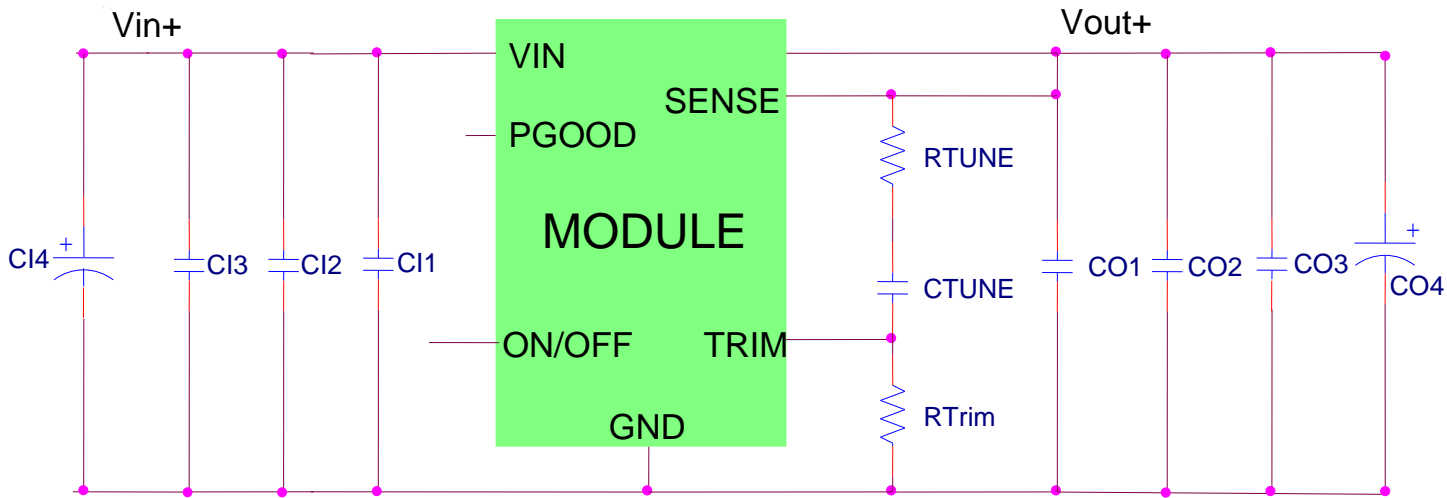 Vin+
Vout+
VIN
SENSE
PGOOD
RTUNE
MODULE
CI4
+
CI3
CI2
CI1
CTUNE
CO1
CO2
CO3
+
CO4
ON/OFF
TRIM
RTrim
GND